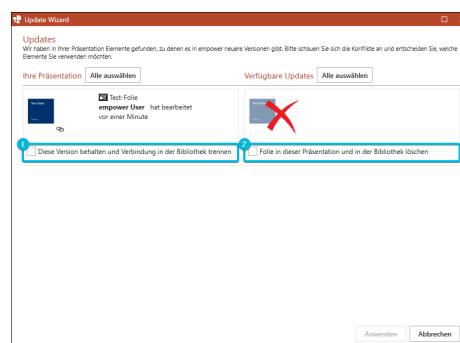 Update Wizard
Updates
Wir haben in Ihrer Präsentation Elemente gefunden, zu denen es in empower neuere Versionen gibt. Bitte schauen Sie sich die Konflikte an und entscheiden Sie, welche
Elemente Sie verwenden möchten.
Ihre Präsentation Alle auswählen Verfügbare Updates Alle auswählen
Test-Folie
empower User hat bearbeitet
vor einer Minute
1 2
Diese Version behalten und Verbindung in der Bibliothek trennen Folie in dieser Präsentation und in der Bibliothek löschen
Anwenden Abbrechen